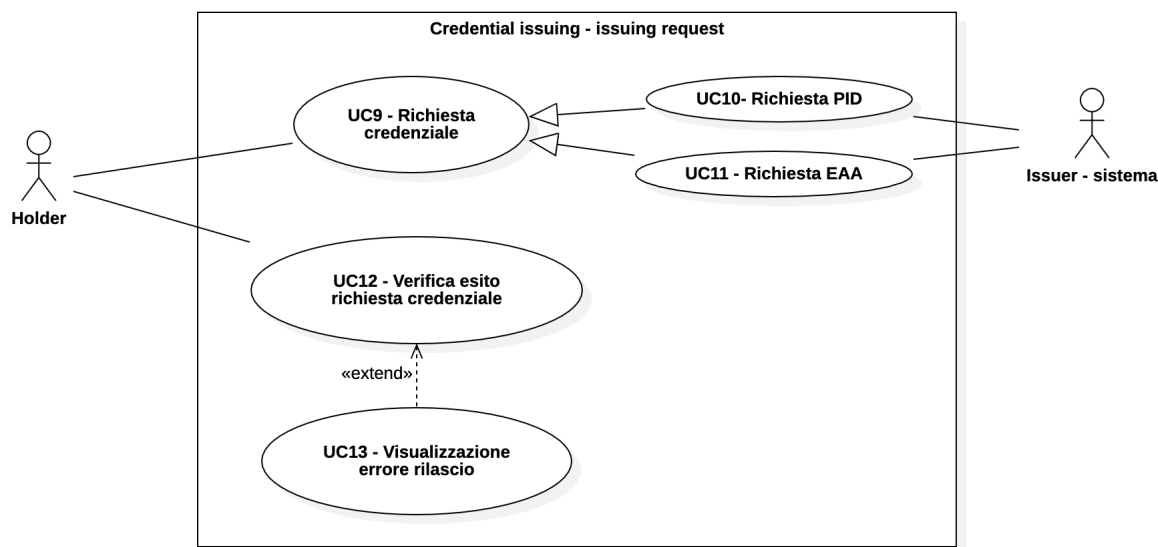 Credential issuing - issuing request
UC9 - Richiesta
credenziale
UC10- Richiesta PID
UC11 - Richiesta EAA
Holder
Issuer - sistema
UC12 - Verifica esito
richiesta credenziale
«extend»
UC13 - Visualizzazione
errore rilascio